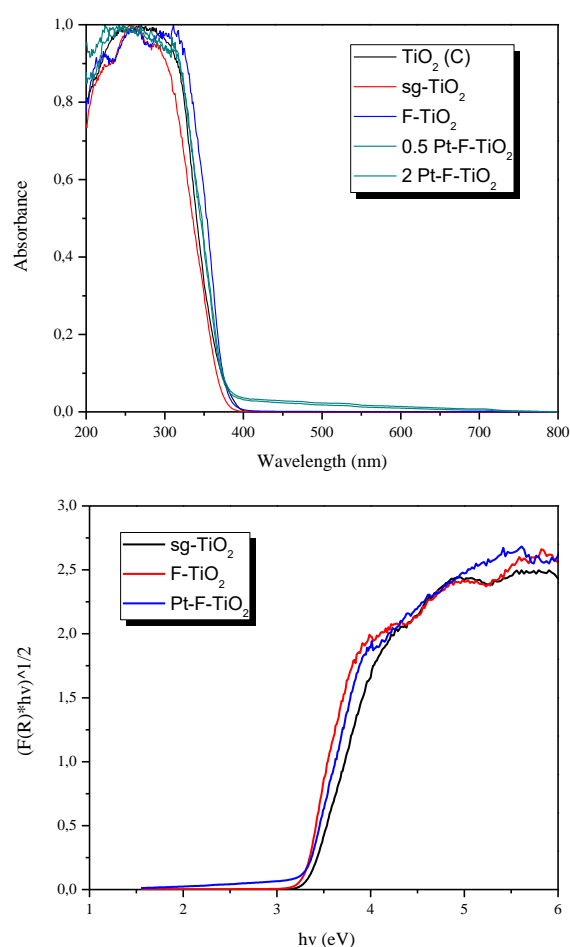 1,0
0,8
0,6
0,4
0,2
0,0
Absorbance
TiO₂ (C)
sg-TiO₂
F-TiO₂
0.5 Pt-F-TiO₂
2 Pt-F-TiO₂
200 300 400 500 600 700 800
Wavelength (nm)
3,0
2,5
2,0
1,5
1,0
0,5
0,0
(F(R)*hv)^1/2
sg-TiO₂
F-TiO₂
Pt-F-TiO₂
1 2 3 4 5 6
hv (eV)